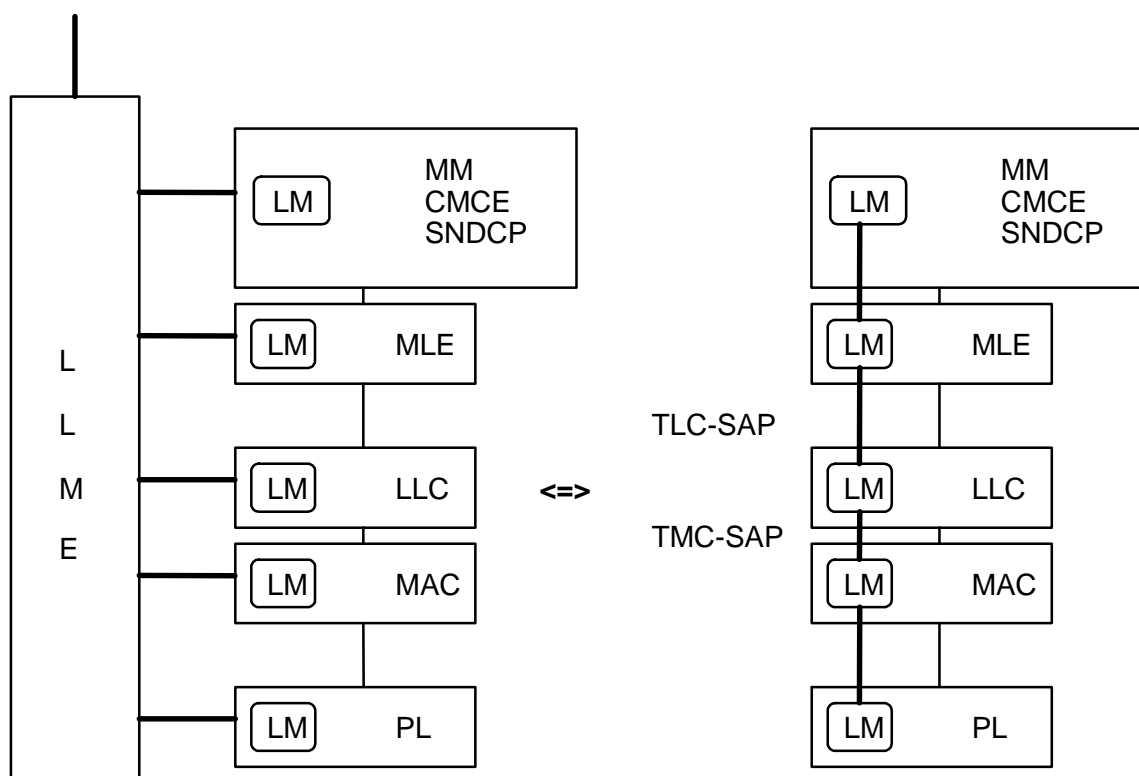 L
L
M
E
LM
MM
CMCE
SNDCP
LM MLE
LM LLC
LM MAC
LM PL
<=>
TLC-SAP
TMC-SAP
LM
MM
CMCE
SNDCP
LM MLE
LM LLC
LM MAC
LM PL